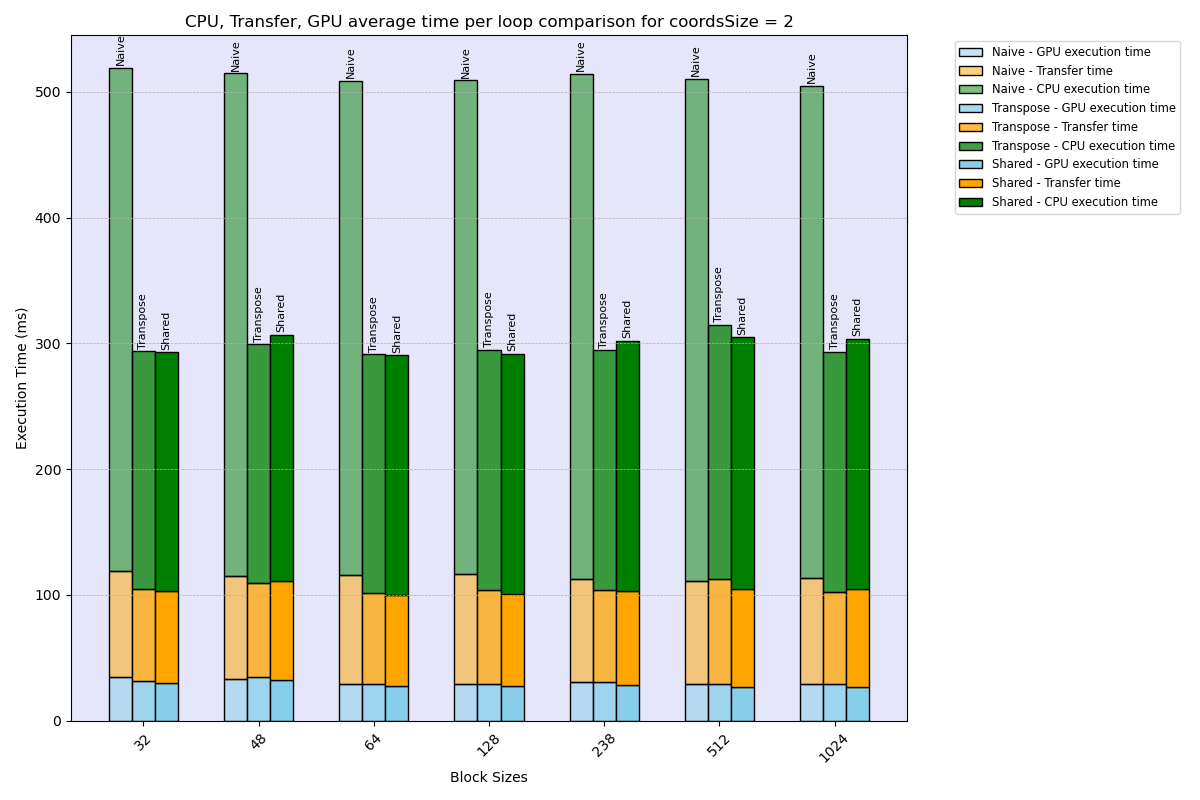 CPU, Transfer, GPU average time per loop comparison for coordsSize = 2
Naive - GPU execution time
Naive - Transfer time
Naive - CPU execution time
Transpose - GPU execution time
Transpose - Transfer time
Transpose - CPU execution time
Shared - GPU execution time
Shared - Transfer time
Shared - CPU execution time
Execution Time (ms)
500
400
300
200
100
0
Naive
Transpose
Shared
Naive
Transpose
Shared
Naive
Transpose
Shared
Naive
Transpose
Shared
Naive
Transpose
Shared
Naive
Transpose
Shared
Naive
Transpose
Shared
32
48
64
128
238
512
1024
Block Sizes